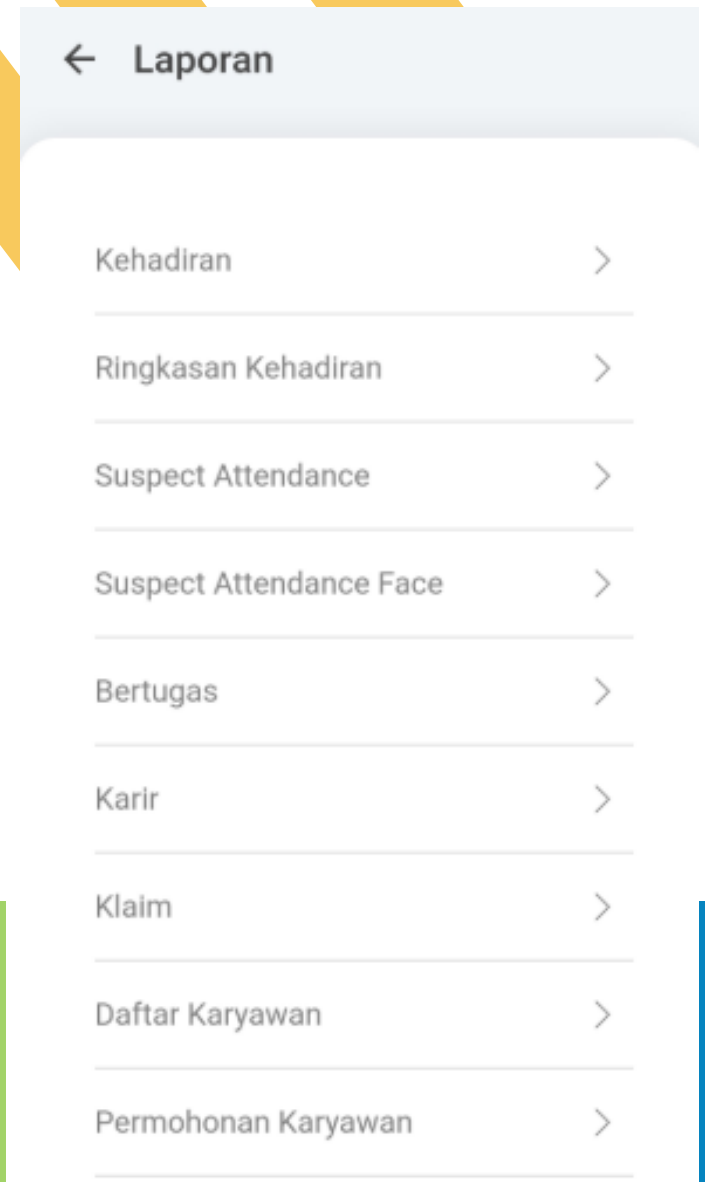 Laporan
Kehadiran
Ringkasan Kehadiran
Suspect Attendance
Suspect Attendance Face
Bertugas
Karir
Klaim
Daftar Karyawan
Permohonan Karyawan